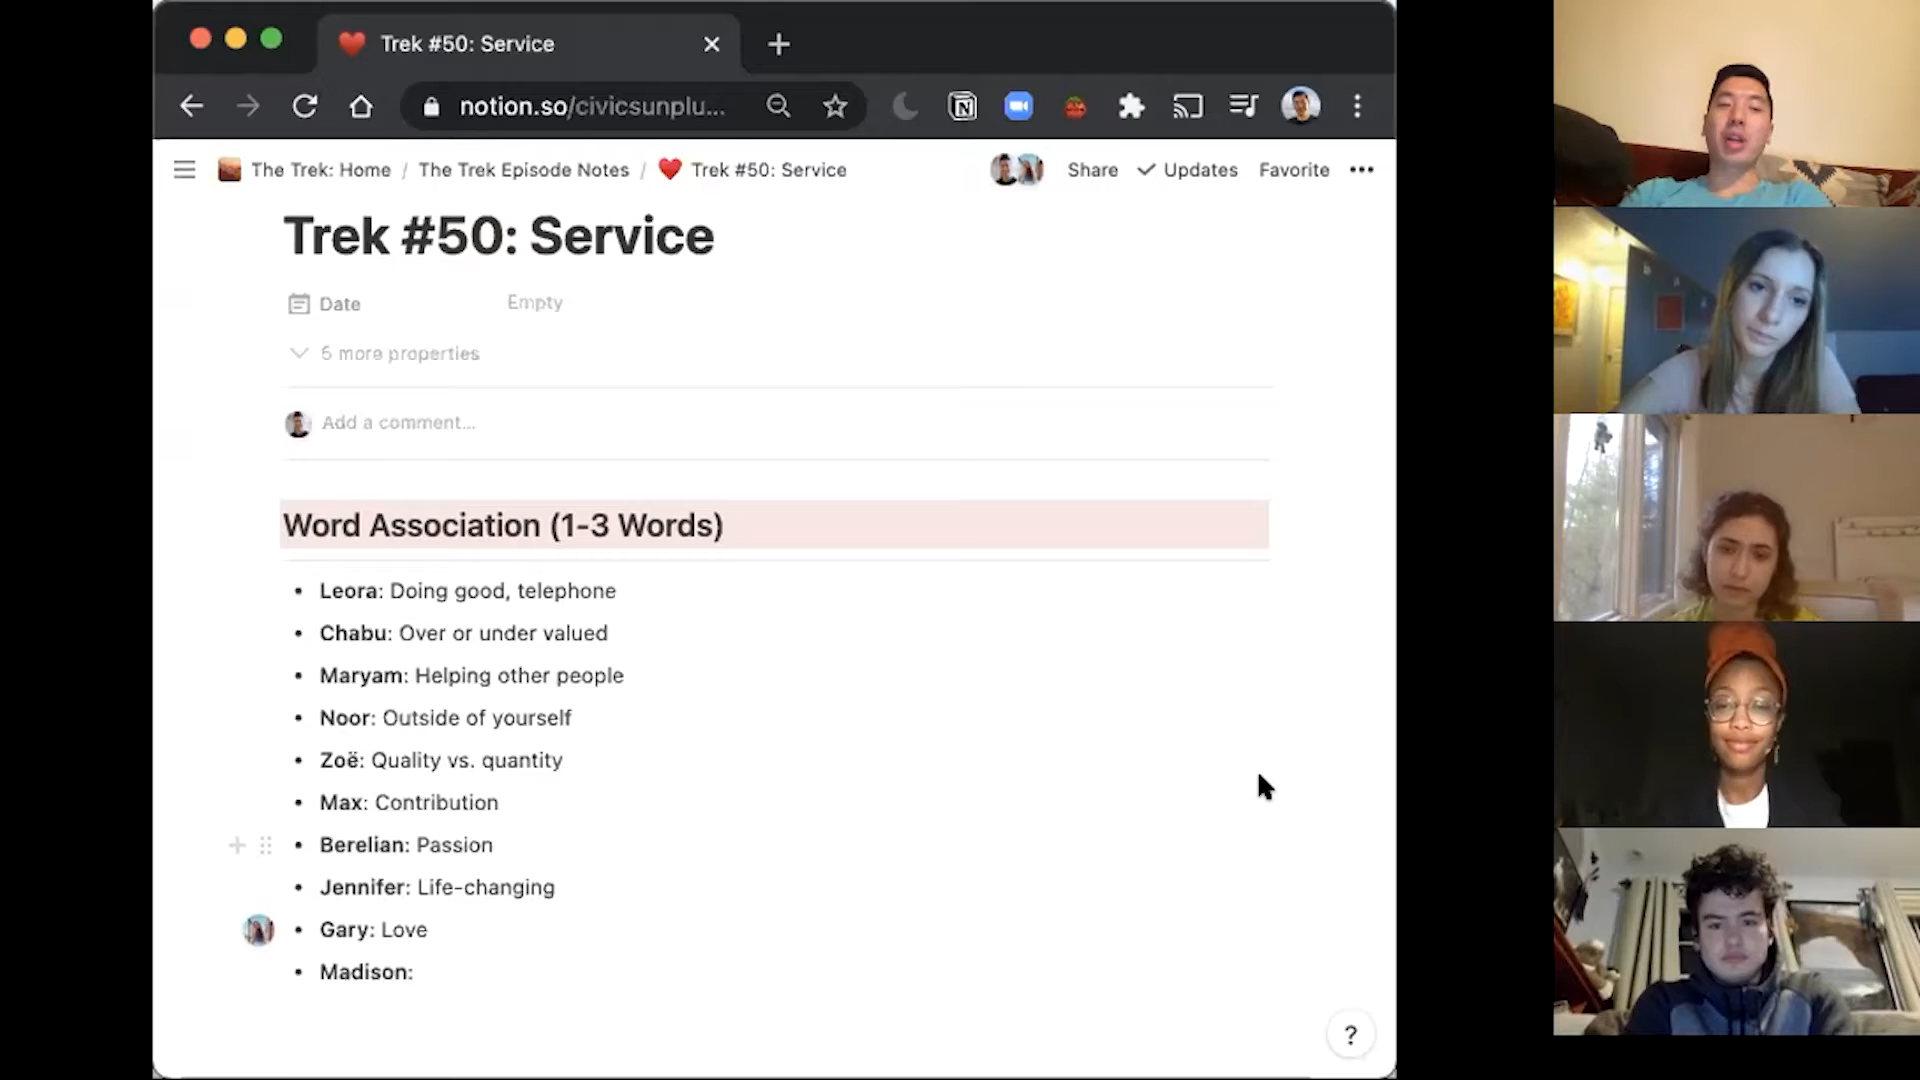 Trek #50: Service
notion.so/civicsunplu...
The Trek: Home / The Trek Episode Notes / Trek #50: Service
Share Updates Favorite
Trek #50: Service
Date Empty
5 more properties
Add a comment...
Word Association (1-3 Words)
• Leora: Doing good, telephone
• Chabu: Over or under valued
• Maryam: Helping other people
• Noor: Outside of yourself
• Zoë: Quality vs. quantity
• Max: Contribution
• Berelian: Passion
• Jennifer: Life-changing
• Gary: Love
• Madison:
?